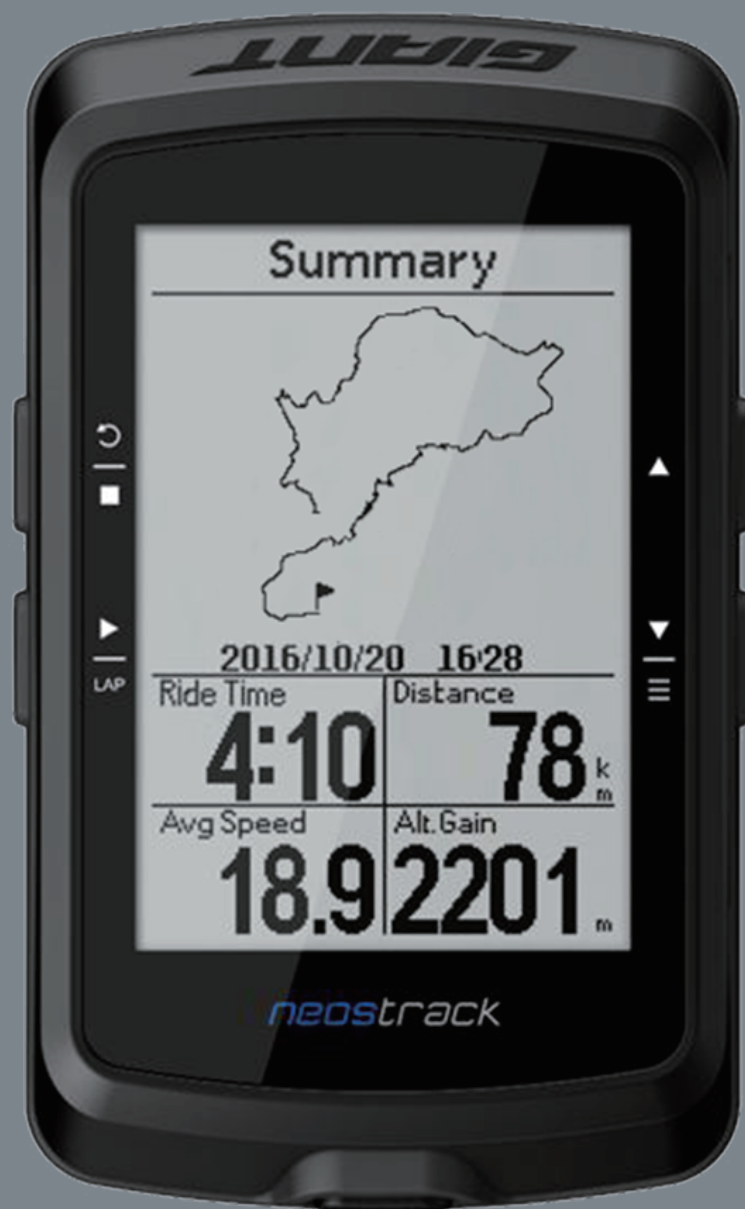 GIANT
Summary
2016/10/20 16:28
Ride Time
4:10
Distance
78 km
Avg Speed
18.9
Alt.Gain
2201 m
LAP
neostrack